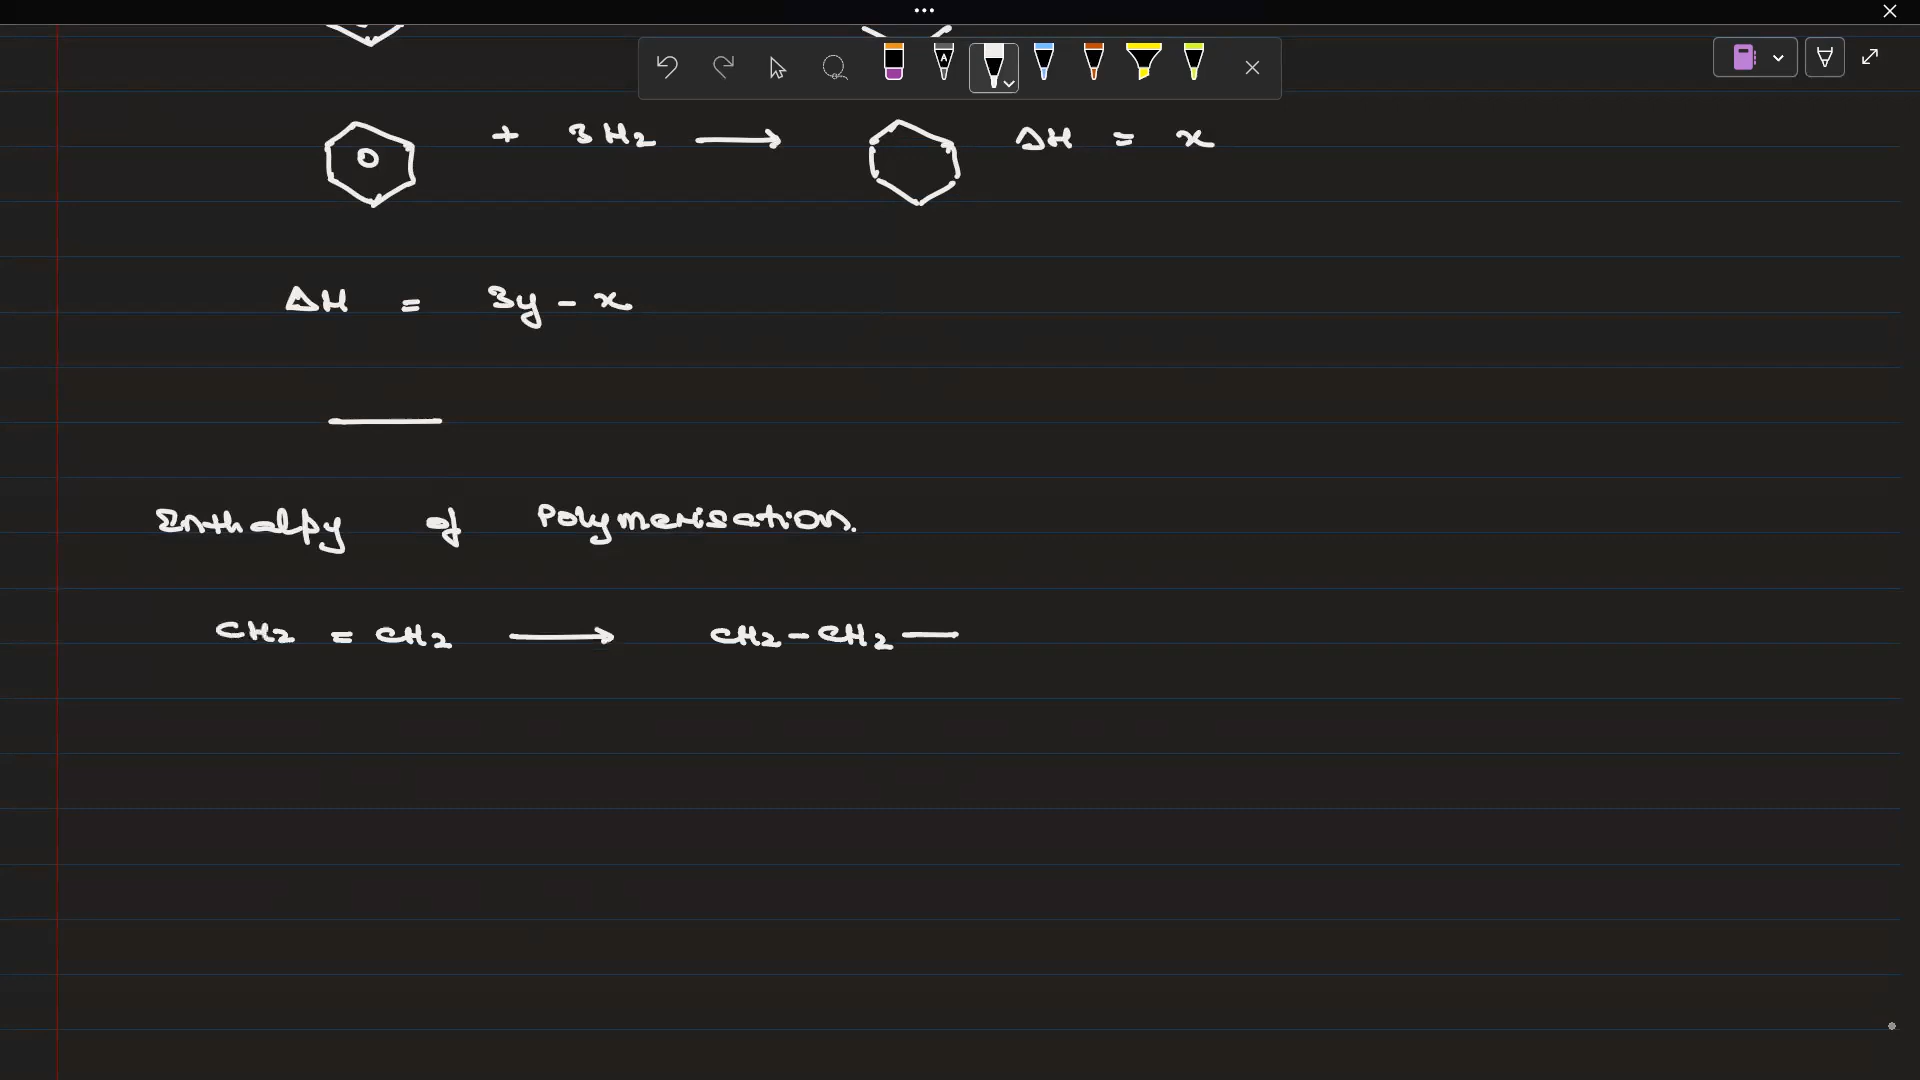 + 3H2 ⟶ ΔH = x
ΔH = 3y - x
Enthalpy of Polymerisation.
CH2 = CH2 ⟶ CH2 - CH2 —